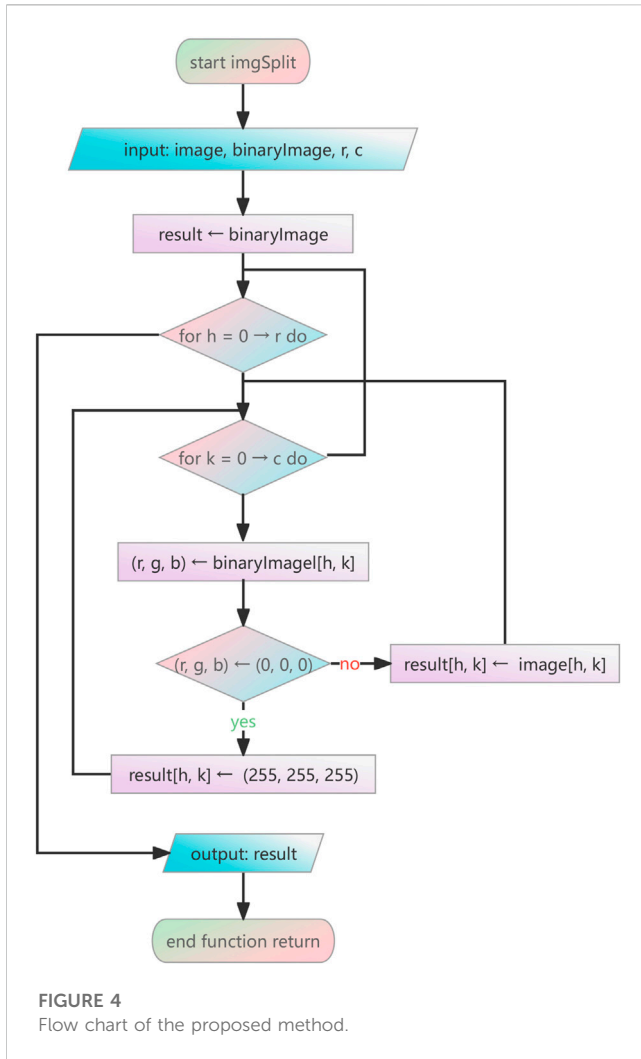 start imgSplit
input: image, binaryImage, r, c
result ← binaryImage
for h = 0 → r do
for k = 0 → c do
(r, g, b) ← binaryImagel[h, k]
(r, g, b) ← (0, 0, 0)
no
result[h, k] ← image[h, k]
yes
result[h, k] ← (255, 255, 255)
output: result
end function return
FIGURE 4
Flow chart of the proposed method.